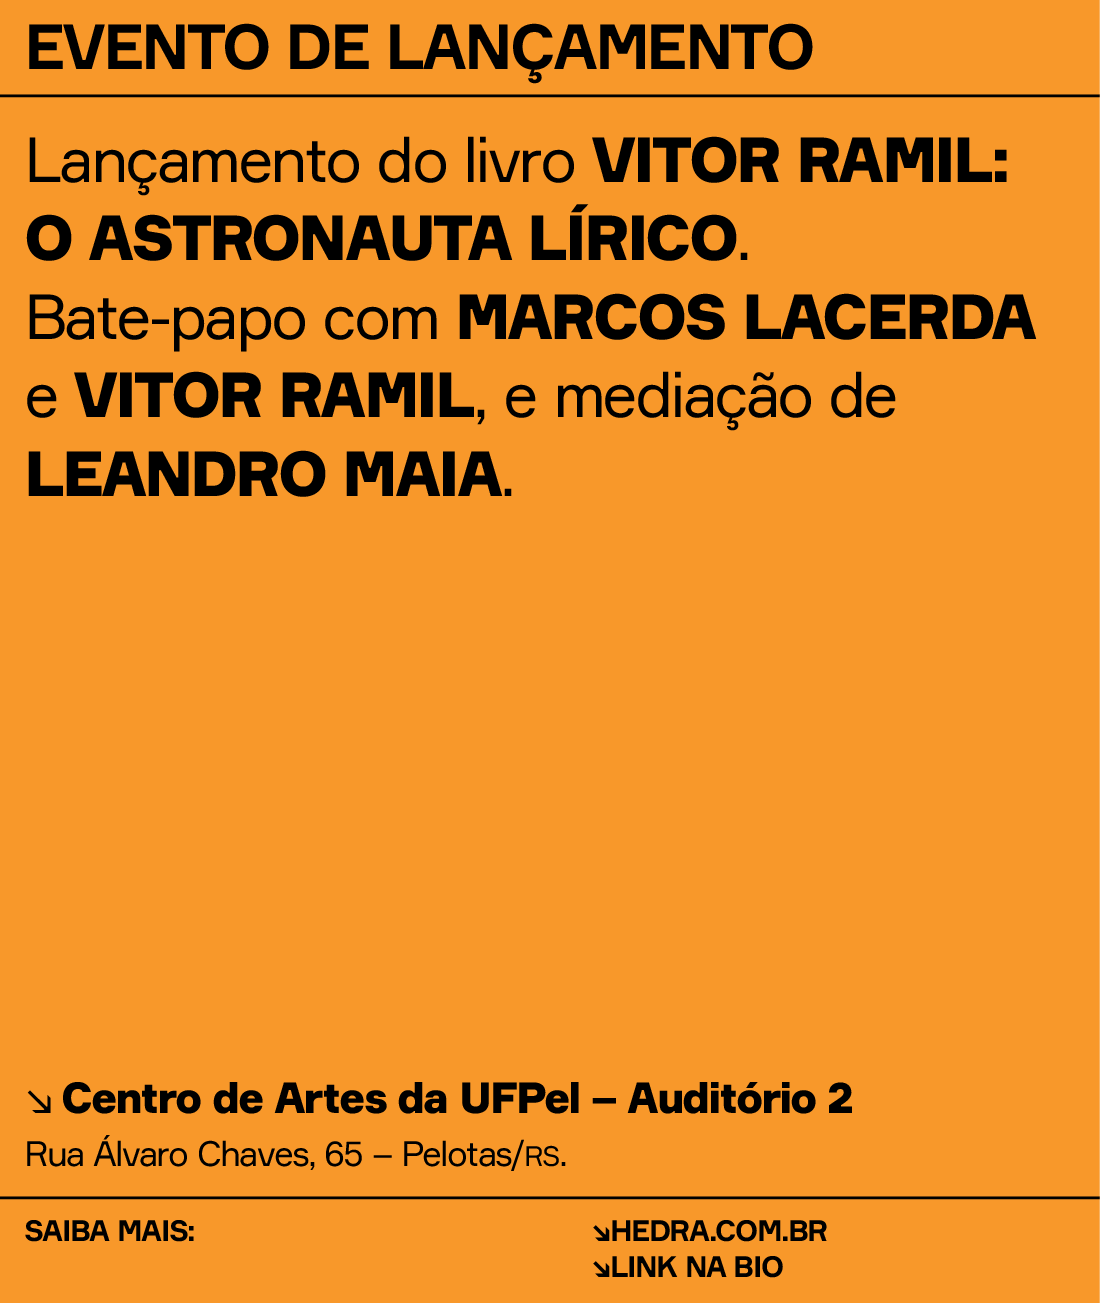 EVENTO DE LANÇAMENTO
Lançamento do livro VITOR RAMIL:
O ASTRONAUTA LÍRICO.
Bate-papo com MARCOS LACERDA
e VITOR RAMIL, e mediação de
LEANDRO MAIA.
↘ Centro de Artes da UFPel – Auditório 2
Rua Álvaro Chaves, 65 – Pelotas/RS.
SAIBA MAIS:
↘HEDRA.COM.BR
↘LINK NA BIO